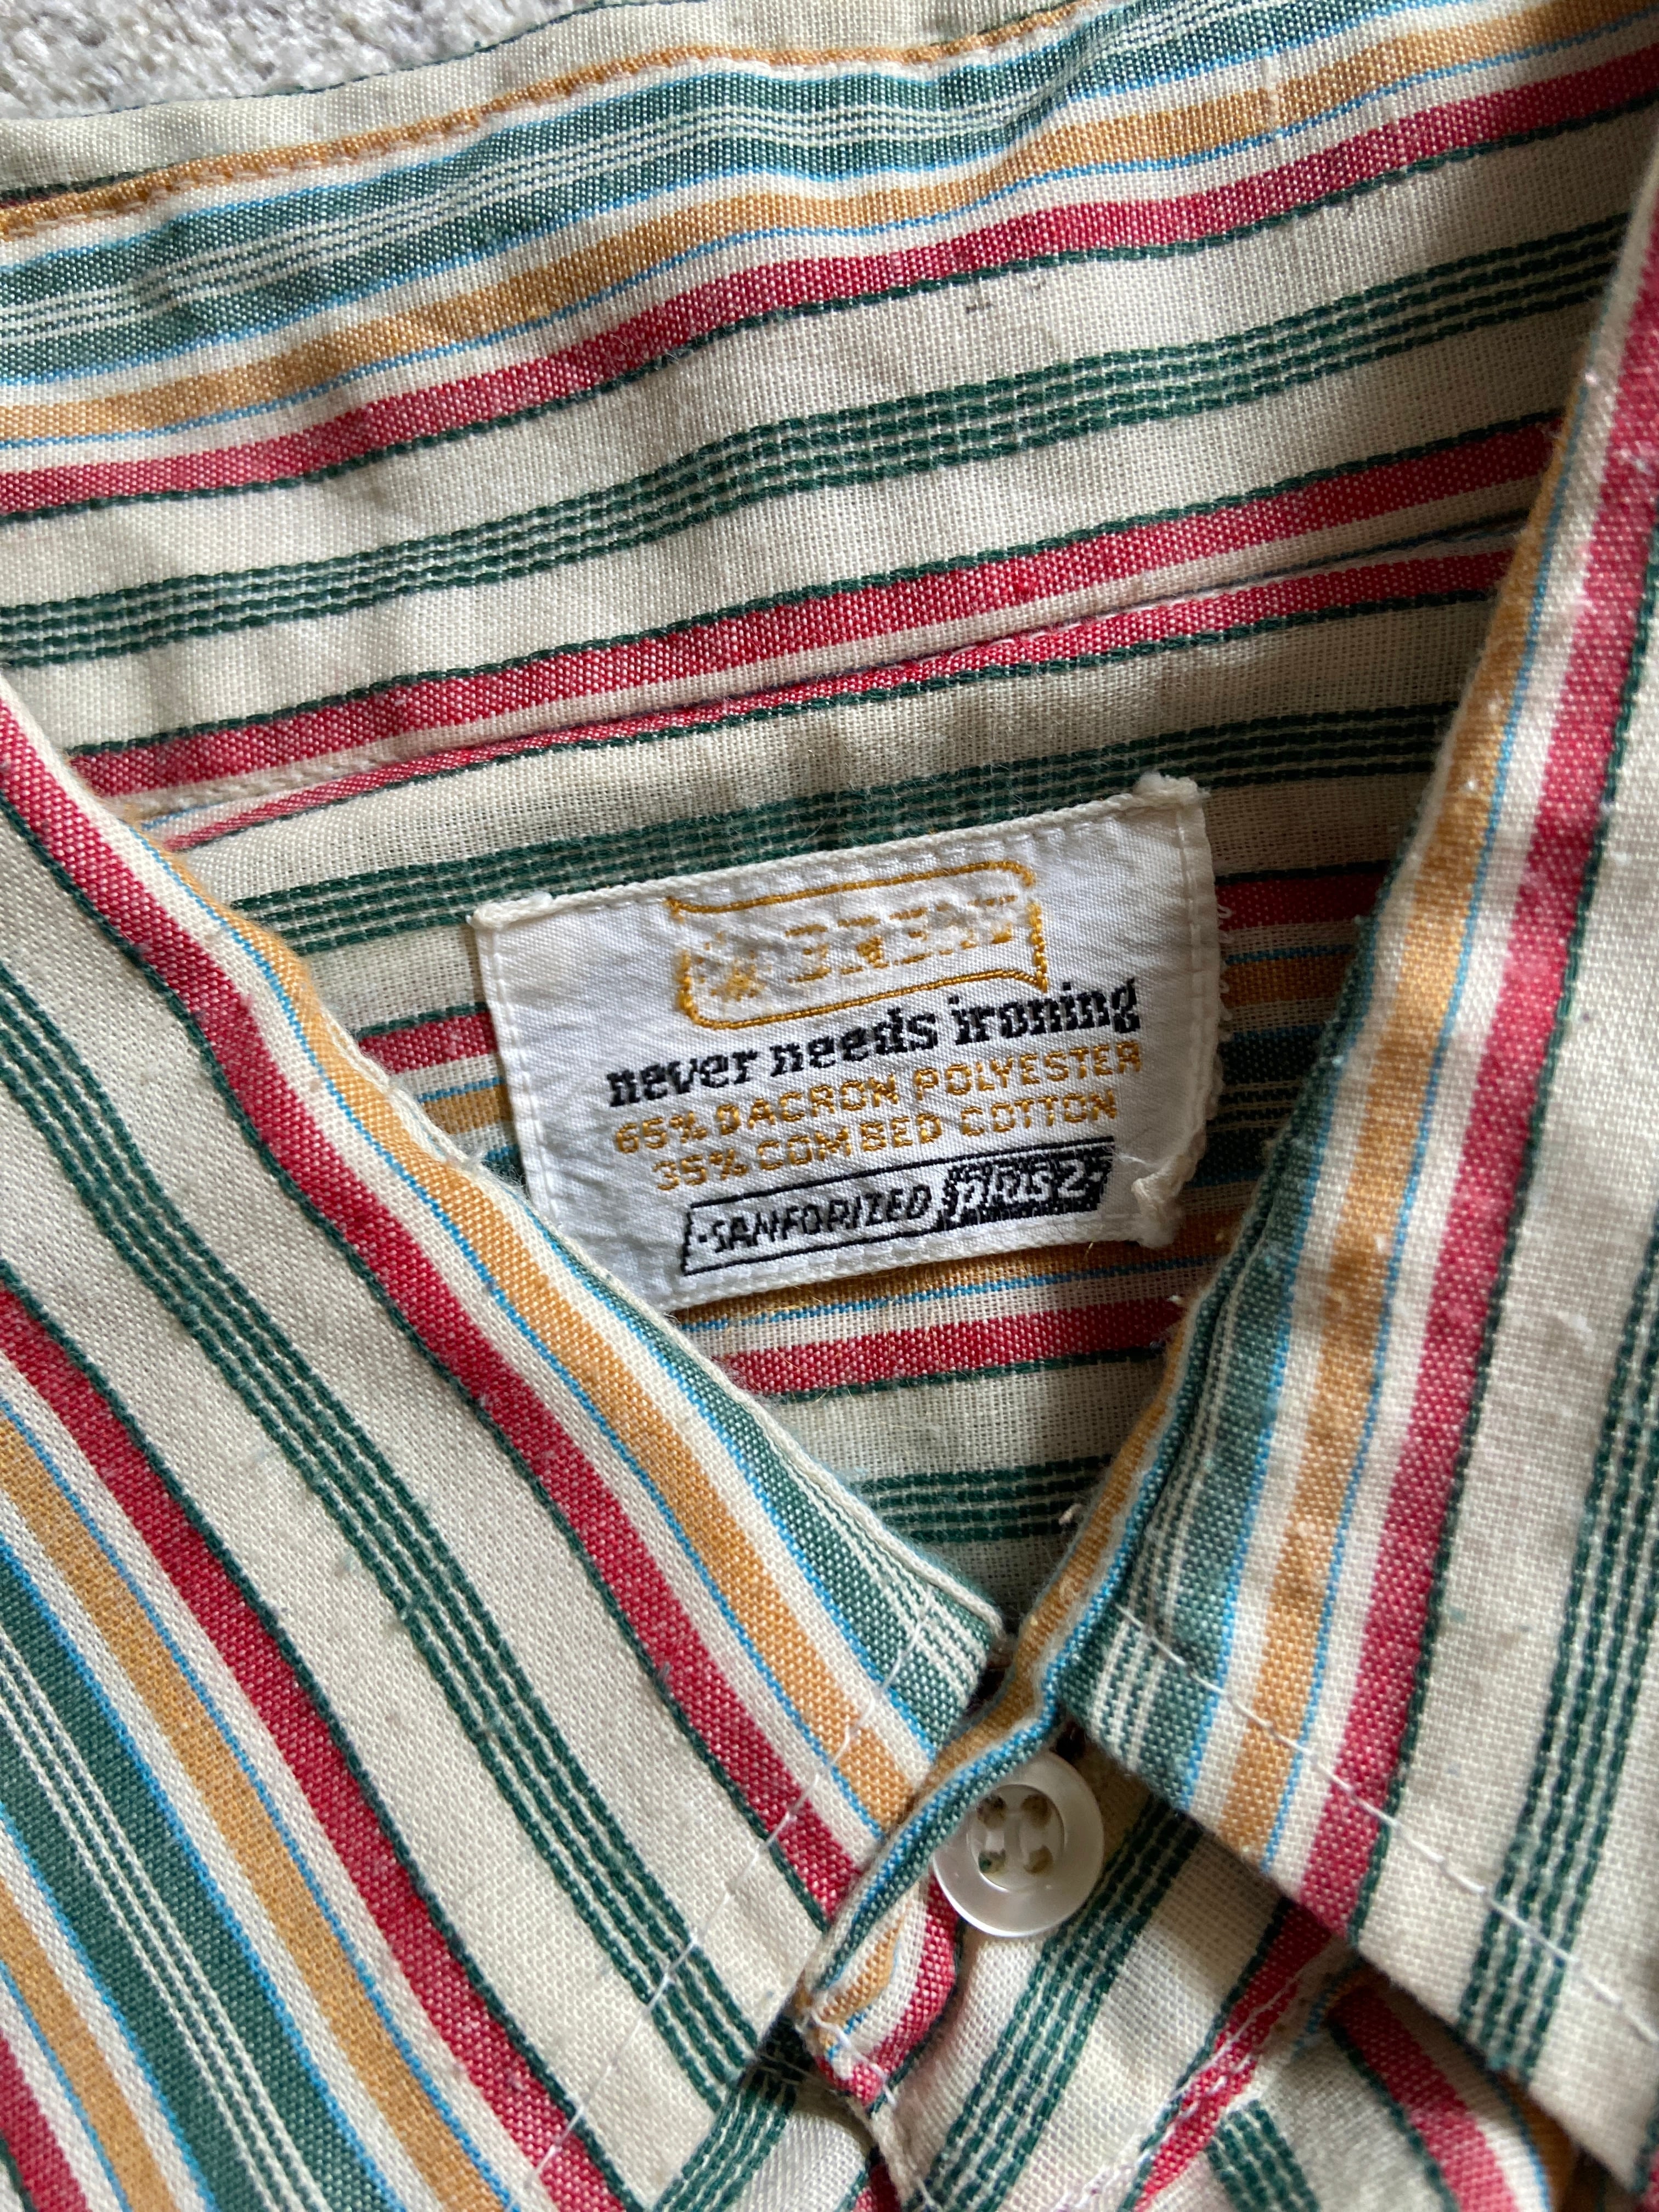 never needs ironing
65% DACRON POLYESTER
35% COMBED COTTON
SANFORIZED plus 2